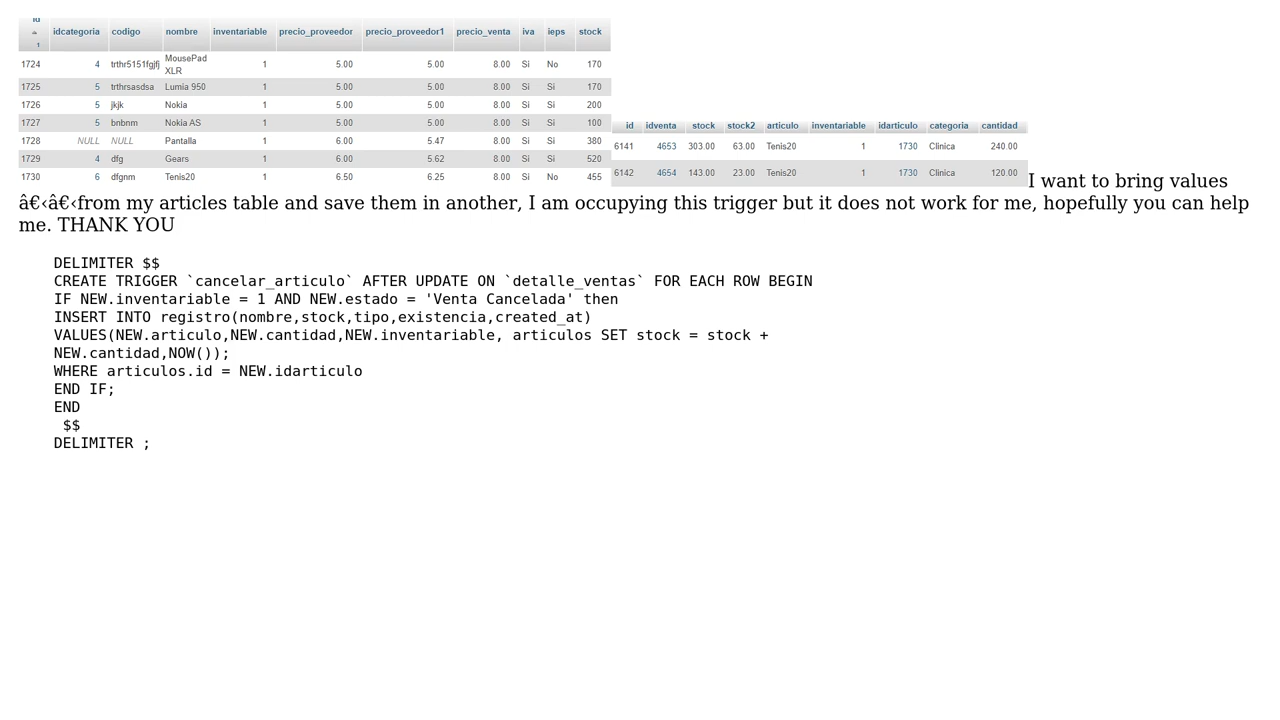 id idcategoria codigo nombre inventariable precio_proveedor precio_proveedor1 precio_venta iva ieps stock
1
1724 4 trthr5151fgjfj MousePad XLR 1 5.00 5.00 8.00 Si No 170
1725 5 trthrsasdsa Lumia 950 1 5.00 5.00 8.00 Si Si 170
1726 5 jkjk Nokia 1 5.00 5.00 8.00 Si Si 200
1727 5 bnbnm Nokia AS 1 5.00 5.00 8.00 Si Si 100
1728 NULL NULL Pantalla 1 6.00 5.47 8.00 Si Si 380
1729 4 dfg Gears 1 6.00 5.62 8.00 Si Si 520
1730 6 dfgnm Tenis20 1 6.50 6.25 8.00 Si No 455
id idventa stock stock2 articulo inventariable idarticulo categoria cantidad
6141 4653 303.00 63.00 Tenis20 1 1730 Clinica 240.00
6142 4654 143.00 23.00 Tenis20 1 1730 Clinica 120.00
I want to bring values
â€‹â€‹from my articles table and save them in another, I am occupying this trigger but it does not work for me, hopefully you can help
me. THANK YOU
DELIMITER $$
CREATE TRIGGER `cancelar_articulo` AFTER UPDATE ON `detalle_ventas` FOR EACH ROW BEGIN
IF NEW.inventariable = 1 AND NEW.estado = 'Venta Cancelada' then
INSERT INTO registro(nombre,stock,tipo,existencia,created_at)
VALUES(NEW.articulo,NEW.cantidad,NEW.inventariable, articulos SET stock = stock +
NEW.cantidad,NOW());
WHERE articulos.id = NEW.idarticulo
END IF;
END
$$
DELIMITER ;